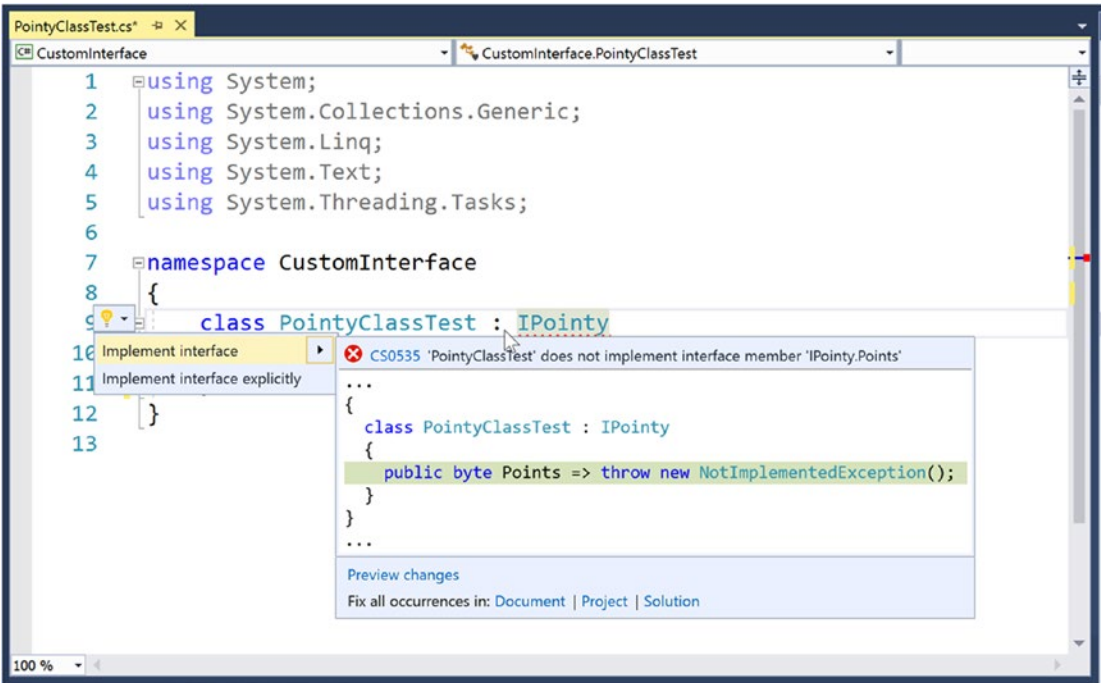 PointyClassTest.cs*
CustomInterface
CustomInterface.PointyClassTest
1 using System;
2 using System.Collections.Generic;
3 using System.Linq;
4 using System.Text;
5 using System.Threading.Tasks;
6
7 namespace CustomInterface
8 {
9 class PointyClassTest : IPointy
10 Implement interface
CS0535 'PointyClassTest' does not implement interface member 'IPointy.Points'
11 Implement interface explicitly
12 }
13
...
{
class PointyClassTest : IPointy
{
public byte Points => throw new NotImplementedException();
}
}
...
Preview changes
Fix all occurrences in: Document | Project | Solution
100 %